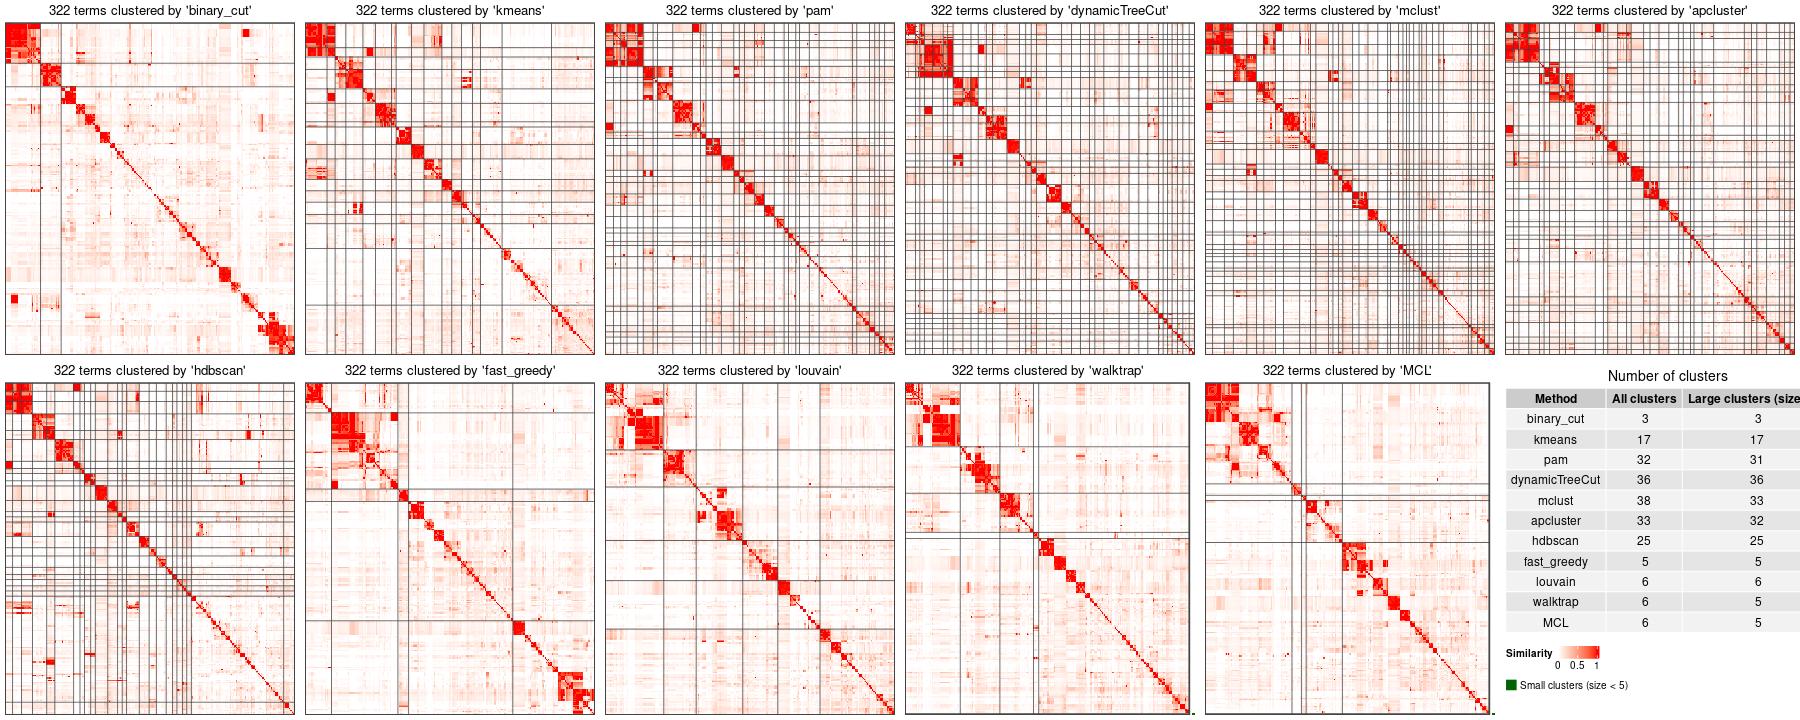 322 terms clustered by 'binary_cut'
322 terms clustered by 'kmeans'
322 terms clustered by 'pam'
322 terms clustered by 'dynamicTreeCut'
322 terms clustered by 'mclust'
322 terms clustered by 'apcluster'
322 terms clustered by 'hdbscan'
322 terms clustered by 'fast_greedy'
322 terms clustered by 'louvain'
322 terms clustered by 'walktrap'
322 terms clustered by 'MCL'
Number of clusters
Method All clusters Large clusters (size
binary_cut 3 3
kmeans 17 17
pam 32 31
dynamicTreeCut 36 36
mclust 38 33
apcluster 33 32
hdbscan 25 25
fast_greedy 5 5
louvain 6 6
walktrap 6 5
MCL 6 5
Similarity
0 0.5 1
Small clusters (size < 5)